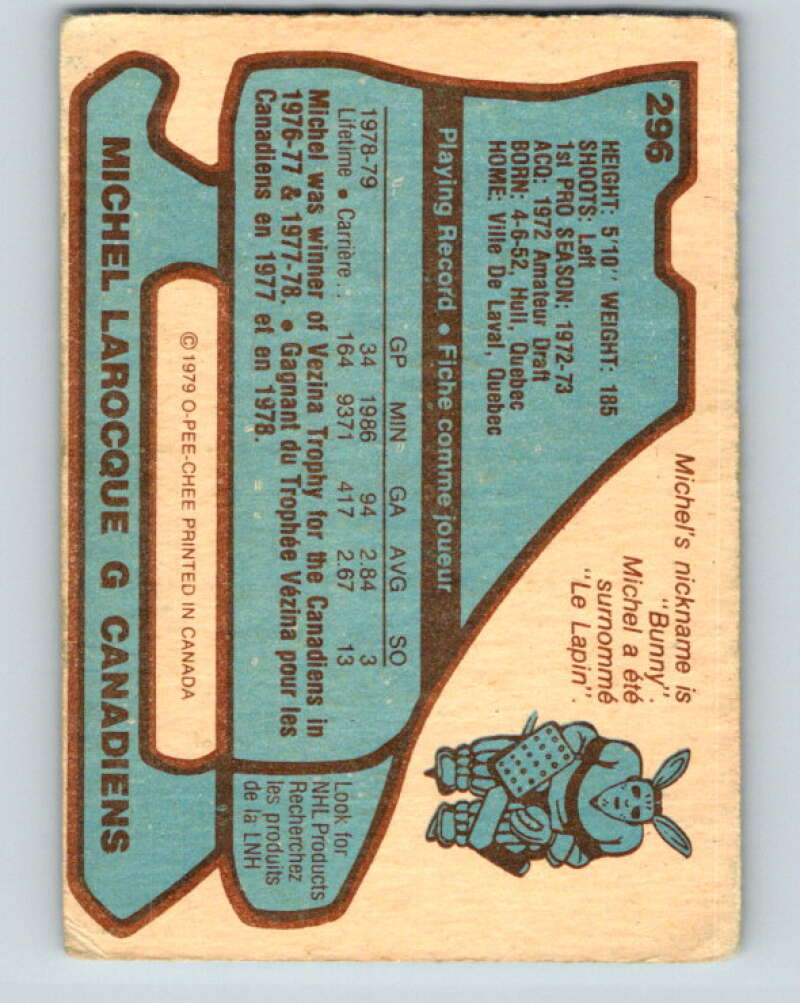 296
HEIGHT: 5'10" WEIGHT: 185
SHOOTS: Left
1st PRO SEASON: 1972-73
ACQ: 1972 Amateur Draft
BORN: 4-6-52, Hull, Quebec
HOME: Ville De Laval, Quebec
Michel's nickname is
"Bunny".
Michel a été
surnommé
"Le Lapin".
Playing Record • Fiche comme joueur
GP MIN GA AVG SO
1978-79 34 1986 94 2.84 3
Lifetime • Carrière : 164 9371 417 2.67 13
Michel was winner of Vezina Trophy for the Canadiens in
1976-77 & 1977-78. • Gagnant du Trophée Vézina pour les
Canadiens en 1977 et en 1978.
Look for
NHL Products
Recherchez
les produits
de la LNH
© 1979 O-PEE-CHEE PRINTED IN CANADA
MICHEL LAROCQUE G CANADIENS